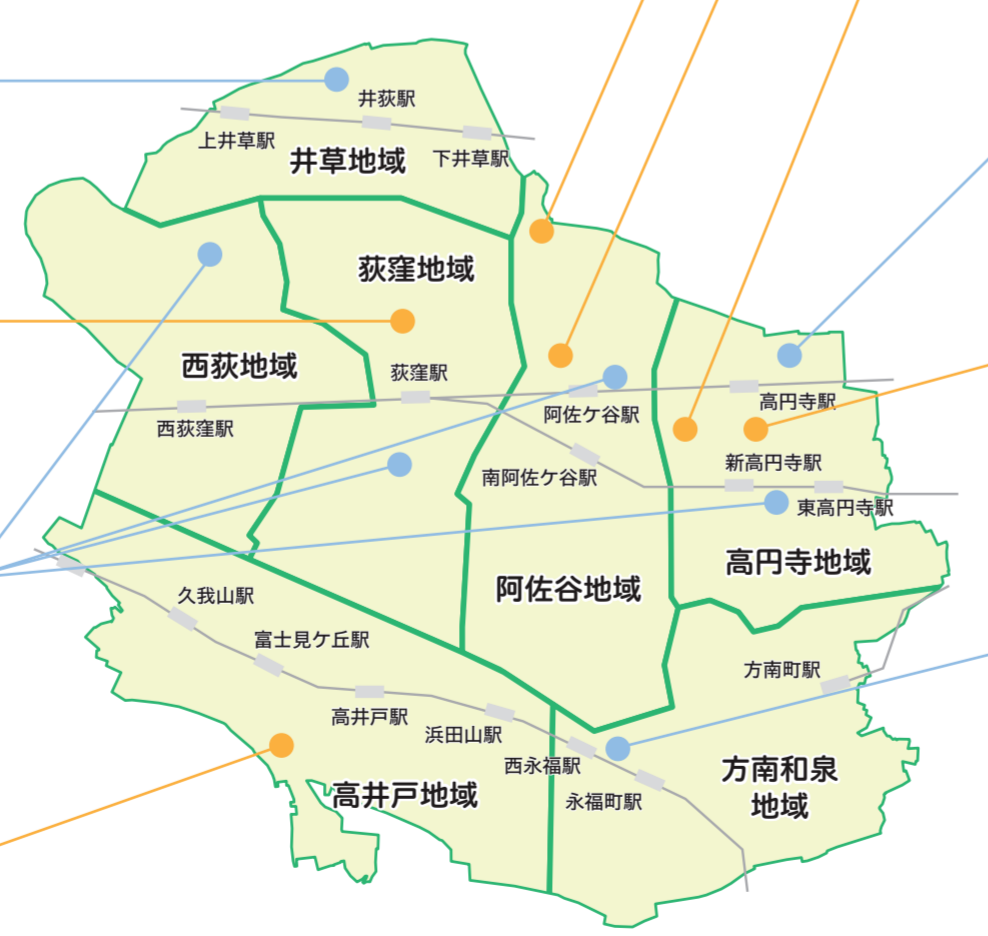 井荻駅
上井草駅
下井草駅
井草地域
荻窪地域
西荻地域
荻窪駅
西荻窪駅
阿佐ケ谷駅
高円寺駅
南阿佐ケ谷駅
新高円寺駅
東高円寺駅
高円寺地域
阿佐谷地域
久我山駅
富士見ケ丘駅
方南町駅
高井戸駅
浜田山駅
西永福駅
永福町駅
高井戸地域
方南和泉
地域